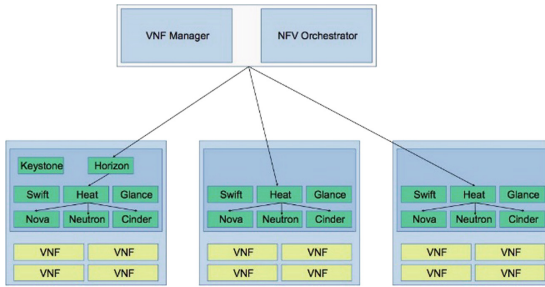 VNF Manager NFV Orchestrator
Keystone Horizon
Swift Heat Glance Swift Heat Glance Swift Heat Glance
Nova Neutron Cinder Nova Neutron Cinder Nova Neutron Cinder
VNF VNF VNF VNF VNF VNF
VNF VNF VNF VNF VNF VNF